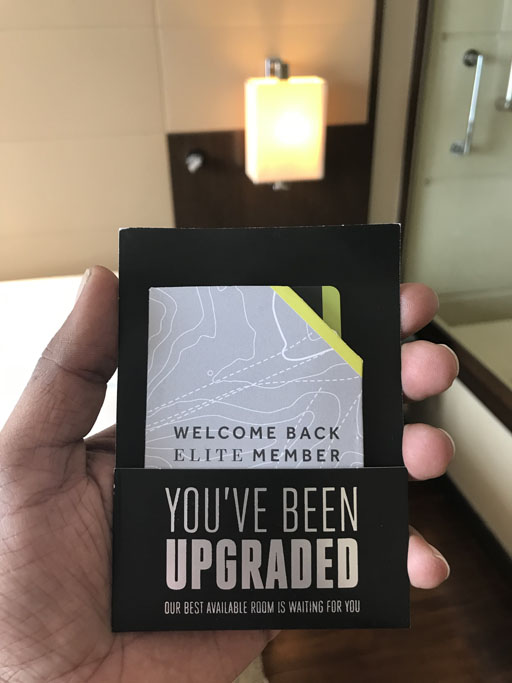 WELCOME BACK
ELITE MEMBER
YOU'VE BEEN
UPGRADED
OUR BEST AVAILABLE ROOM IS WAITING FOR YOU